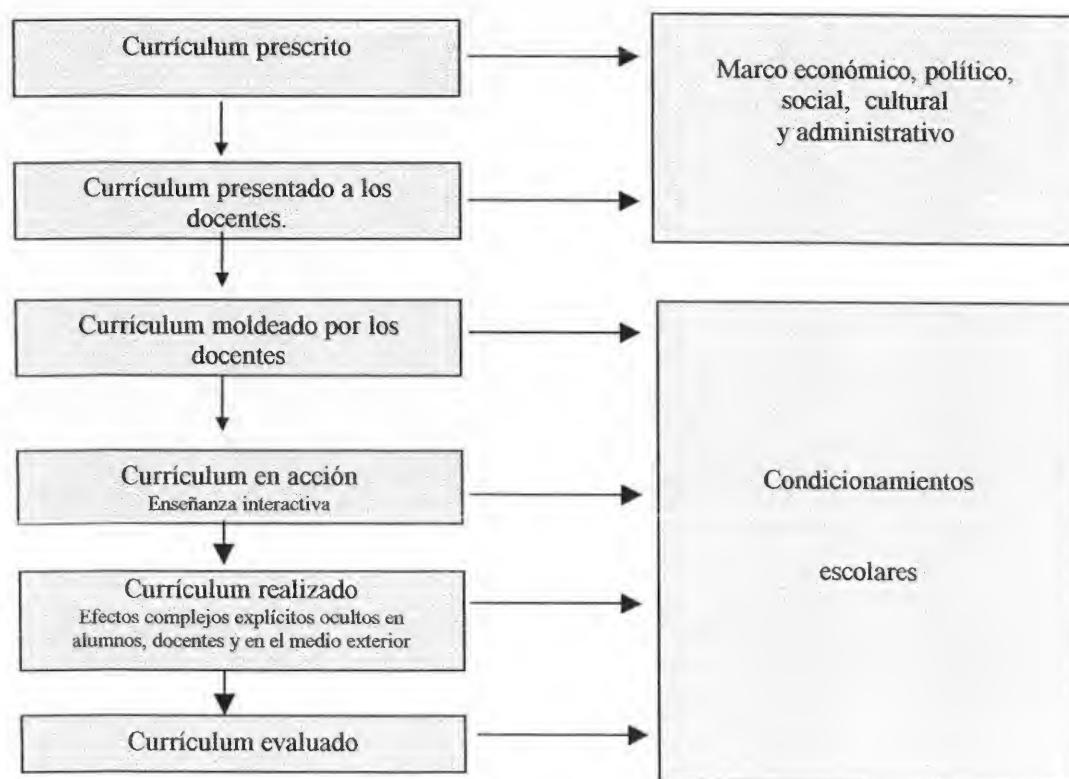 Currículum prescrito
Marco económico, político,
social, cultural
y administrativo
Currículum presentado a los
docentes.
Currículum moldeado por los
docentes
Currículum en acción
Enseñanza interactiva
Currículum realizado
Efectos complejos explícitos ocultos en
alumnos, docentes y en el medio exterior
Currículum evaluado
Condicionamientos
escolares